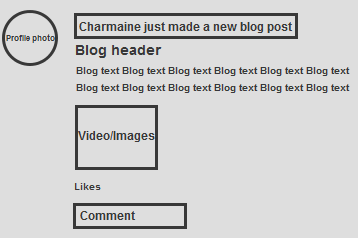 Profile photo
Charmaine just made a new blog post
Blog header
Blog text Blog text Blog text Blog text Blog text Blog text
Blog text Blog text Blog text Blog text Blog text Blog text
Video/Images
Likes
Comment